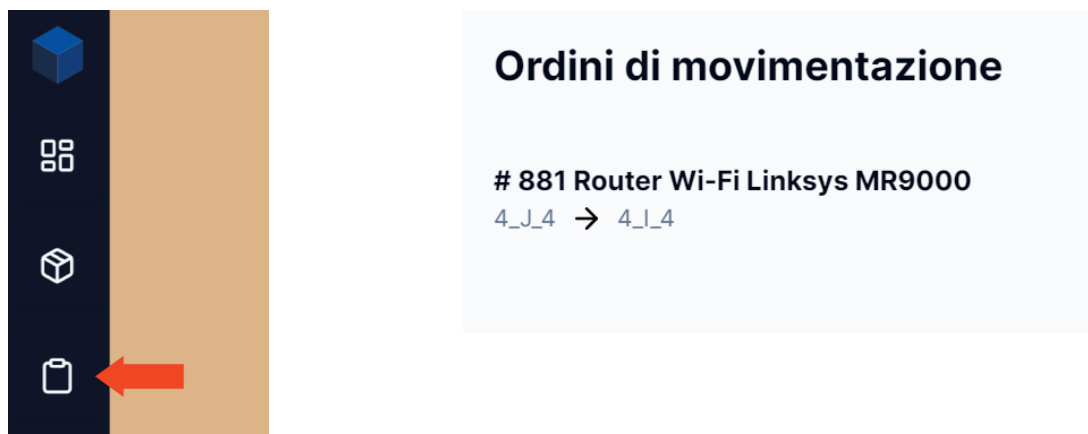 Ordini di movimentazione
# 881 Router Wi-Fi Linksys MR9000
4_J_4 → 4_I_4